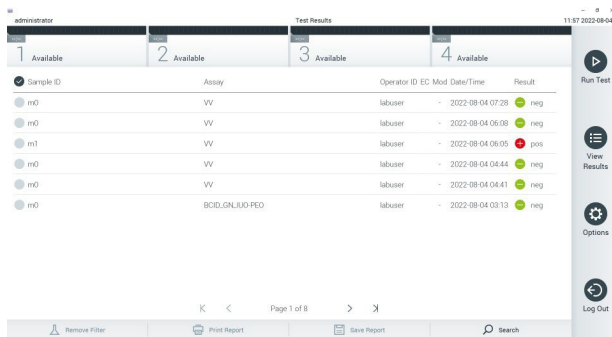 administrator Test Results 11:57 2022-08-04
1 Available 2 Available 3 Available 4 Available
Run Test
Sample ID Assay Operator ID EC Mod Date/Time Result
m0 VV labuser - 2022-08-04 07:28 neg
m0 VV labuser - 2022-08-04 06:08 neg
m1 VV labuser - 2022-08-04 06:05 pos
View Results
m0 VV labuser - 2022-08-04 04:44 neg
m0 VV labuser - 2022-08-04 04:41 neg
m0 BCID_GN_IUO-PEO labuser - 2022-08-04 03:13 neg
Options
Page 1 of 8
Log Out
Remove Filter Print Report Save Report Search